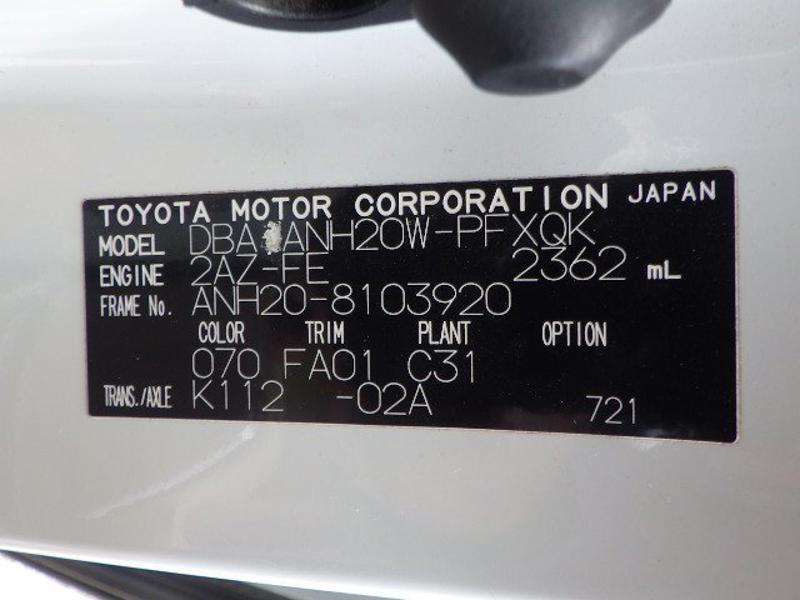 TOYOTA MOTOR CORPORATION JAPAN
MODEL DBA-ANH20W-PFXQK
ENGINE 2AZ-FE 2362 mL
FRAME No. ANH20-8103920
COLOR TRIM PLANT OPTION
070 FA01 C31
TRANS./AXLE K112 -02A 721